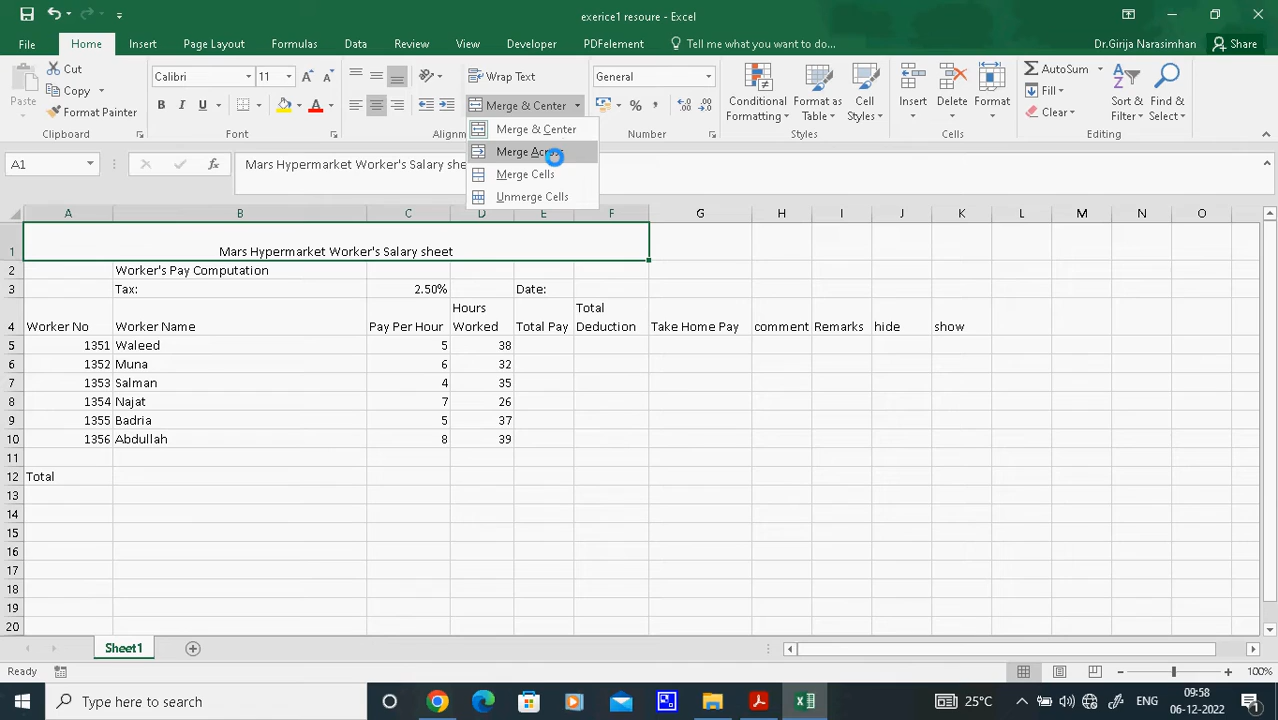 exerice1 resoure - Excel
File Home Insert Page Layout Formulas Data Review View Developer PDFelement Tell me what you want to do... Dr.Girija Narasimhan Share
Paste Cut Copy Format Painter
Clipboard
Calibri 11
B I U A
Font
Wrap Text
Merge & Center
Merge & Center
Merge Across
Merge Cells
Unmerge Cells
General
%
Number
Conditional Formatting Format as Table Cell Styles
Styles
Insert Delete Format
Cells
AutoSum Fill Clear
Sort & Filter Find & Select
Editing
A1 fx
A B C D E F G H I J K L M N O
1 Mars Hypermarket Worker's Salary sheet
2 Worker's Pay Computation
3 Tax: 2.50% Date:
4 Worker No Worker Name Pay Per Hour Hours Worked Total Pay Total Deduction Take Home Pay comment Remarks hide show
5 1351 Waleed 5 38
6 1352 Muna 6 32
7 1353 Salman 4 35
8 1354 Najat 7 26
9 1355 Badria 5 37
10 1356 Abdullah 8 39
11
12 Total
13
14
15
16
17
18
19
20
Sheet1
Ready 100%
Type here to search 25°C ENG 09:58
06-12-2022